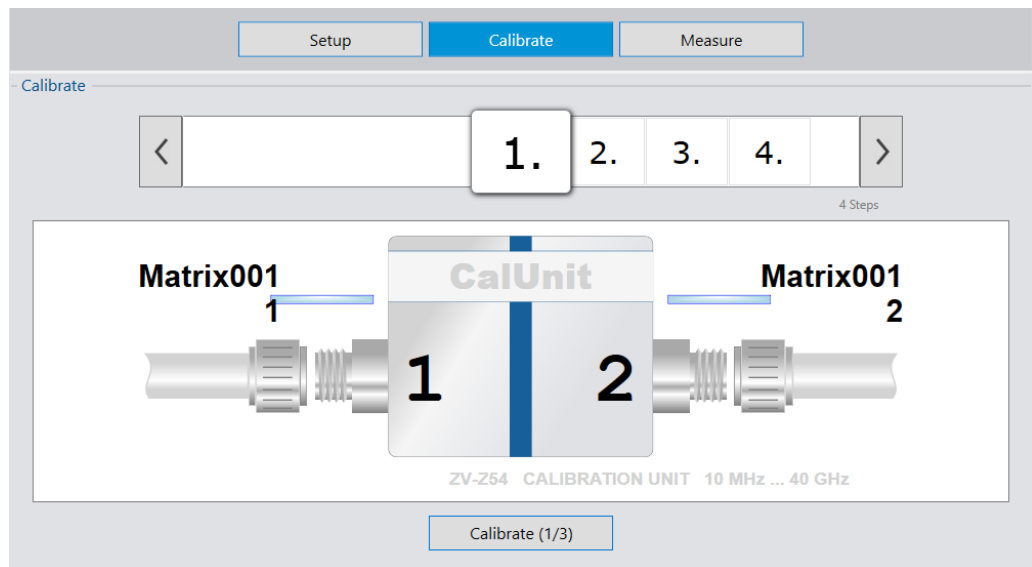 Setup Calibrate Measure
Calibrate
1. 2. 3. 4.
4 Steps
CalUnit
Matrix001 Matrix001
1 2
1 2
ZV-Z54 CALIBRATION UNIT 10 MHz ... 40 GHz
Calibrate (1/3)